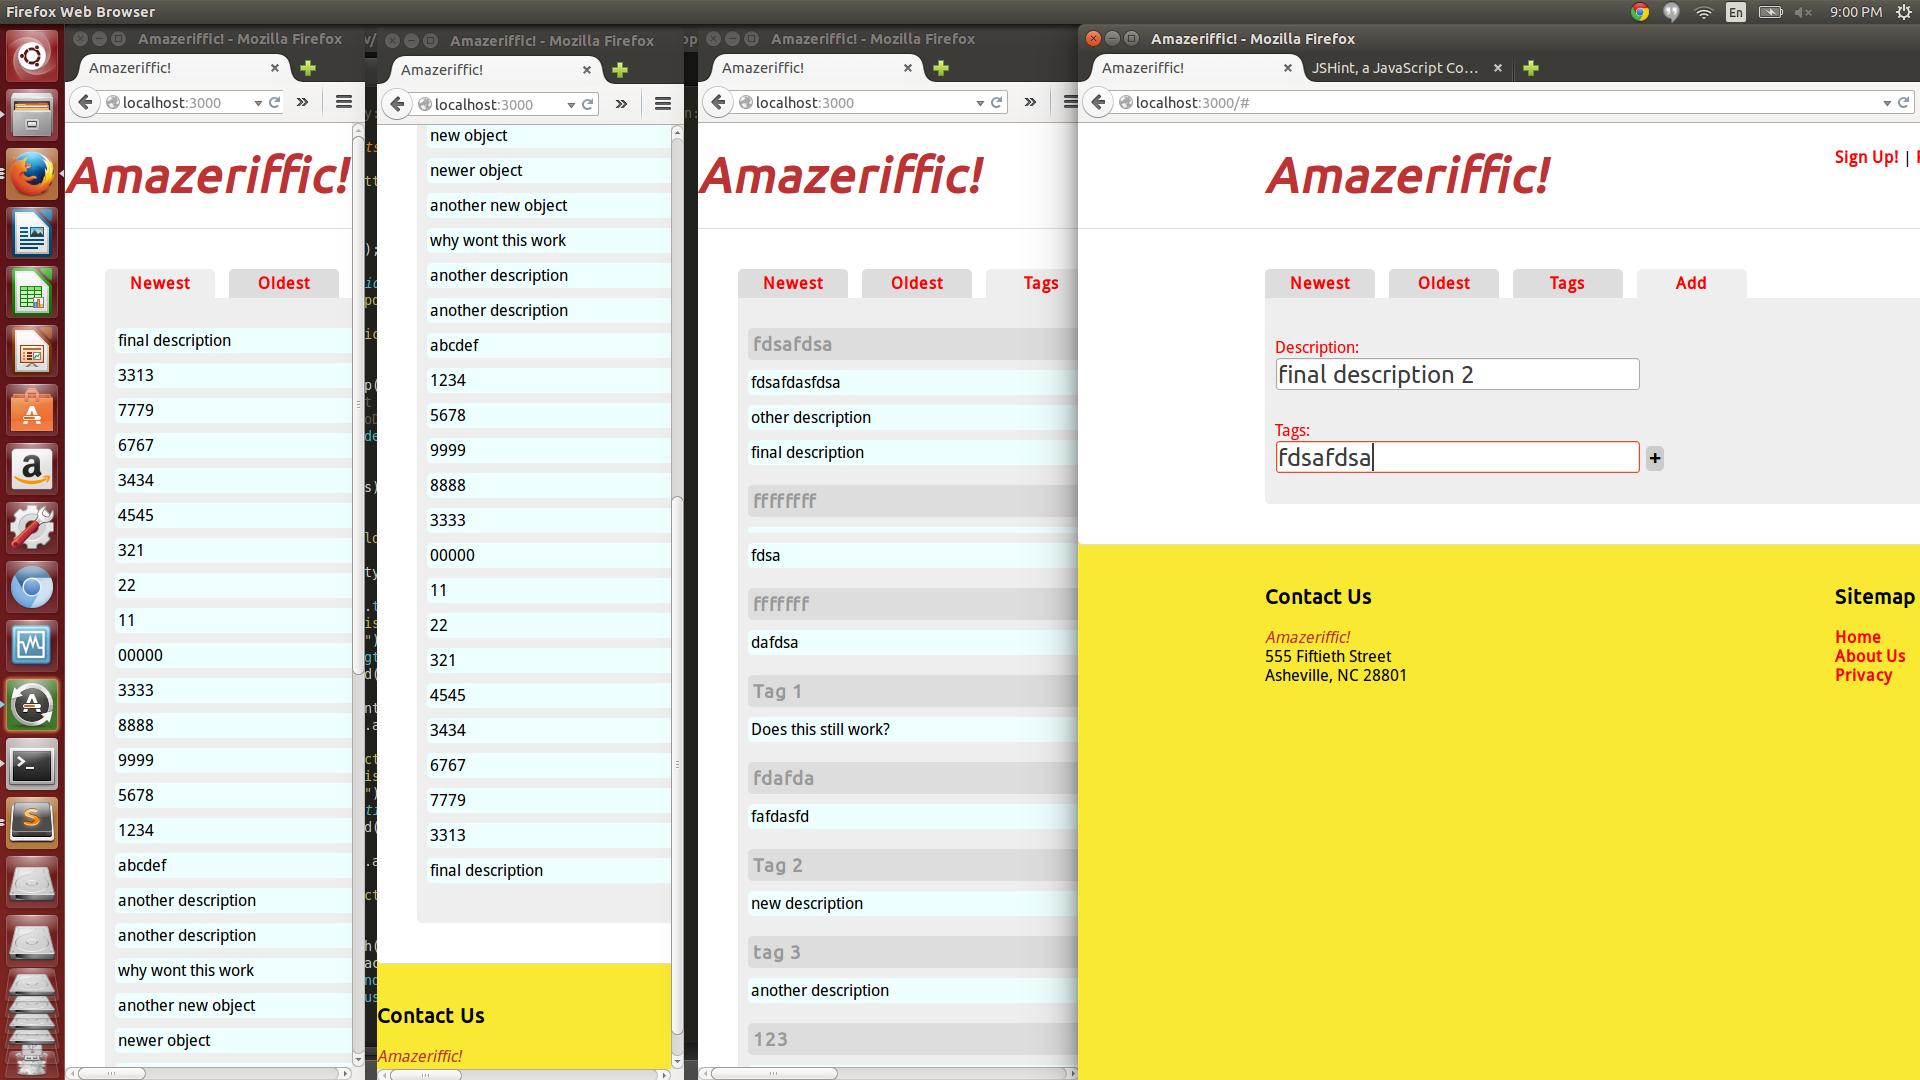 Firefox Web Browser
En
9:00 PM
Amazeriffic! - Mozilla Firefox
Amazeriffic!
localhost:3000
Amazeriffic!
Newest
Oldest
final description
3313
7779
6767
3434
4545
321
22
11
00000
3333
8888
9999
5678
1234
abcdef
another description
another description
why wont this work
another new object
newer object
Amazeriffic! - Mozilla Firefox
Amazeriffic!
localhost:3000
new object
newer object
another new object
why wont this work
another description
another description
abcdef
1234
5678
9999
8888
3333
00000
11
22
321
4545
3434
6767
7779
3313
final description
Contact Us
Amazeriffic!
Amazeriffic! - Mozilla Firefox
Amazeriffic!
localhost:3000
Amazeriffic!
Newest
Oldest
Tags
fdsafdsa
fdsafdasfdsa
other description
final description
ffffffff
fdsa
fffffff
dafdsa
Tag 1
Does this still work?
fdafda
fafdasfd
Tag 2
new description
tag 3
another description
123
Amazeriffic! - Mozilla Firefox
Amazeriffic!
JSHint, a JavaScript Co...
localhost:3000/#
Amazeriffic!
Sign Up! |
Newest
Oldest
Tags
Add
Description:
final description 2
Tags:
fdsafdsa
+
Contact Us
Amazeriffic!
555 Fiftieth Street
Asheville, NC 28801
Sitemap
Home
About Us
Privacy